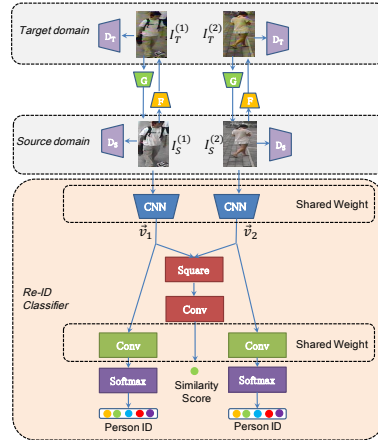 Target domain
D_T
I_T^(1)
I_T^(2)
D_T
G
F
G
F
Source domain
D_S
I_S^(1)
I_S^(2)
D_S
CNN
CNN
Shared Weight
v⃗_1
v⃗_2
Square
Re-ID
Classifier
Conv
Conv
Conv
Shared Weight
Softmax
Similarity
Score
Softmax
Person ID
Person ID